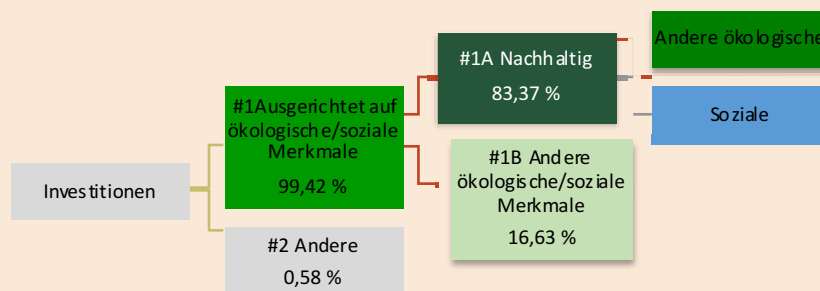 Investitionen
#1Ausgerichtet auf
ökologische/soziale
Merkmale
99,42 %
#2 Andere
0,58 %
#1A Nachhaltig
83,37 %
#1B Andere
ökologische/soziale
Merkmale
16,63 %
Andere ökologische
Soziale